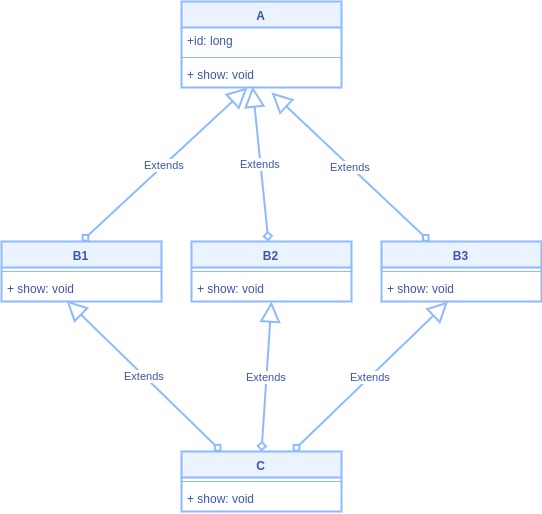 A
+id: long
+ show: void
Extends
Extends
Extends
B1
B2
B3
+ show: void
+ show: void
+ show: void
Extends
Extends
Extends
C
+ show: void